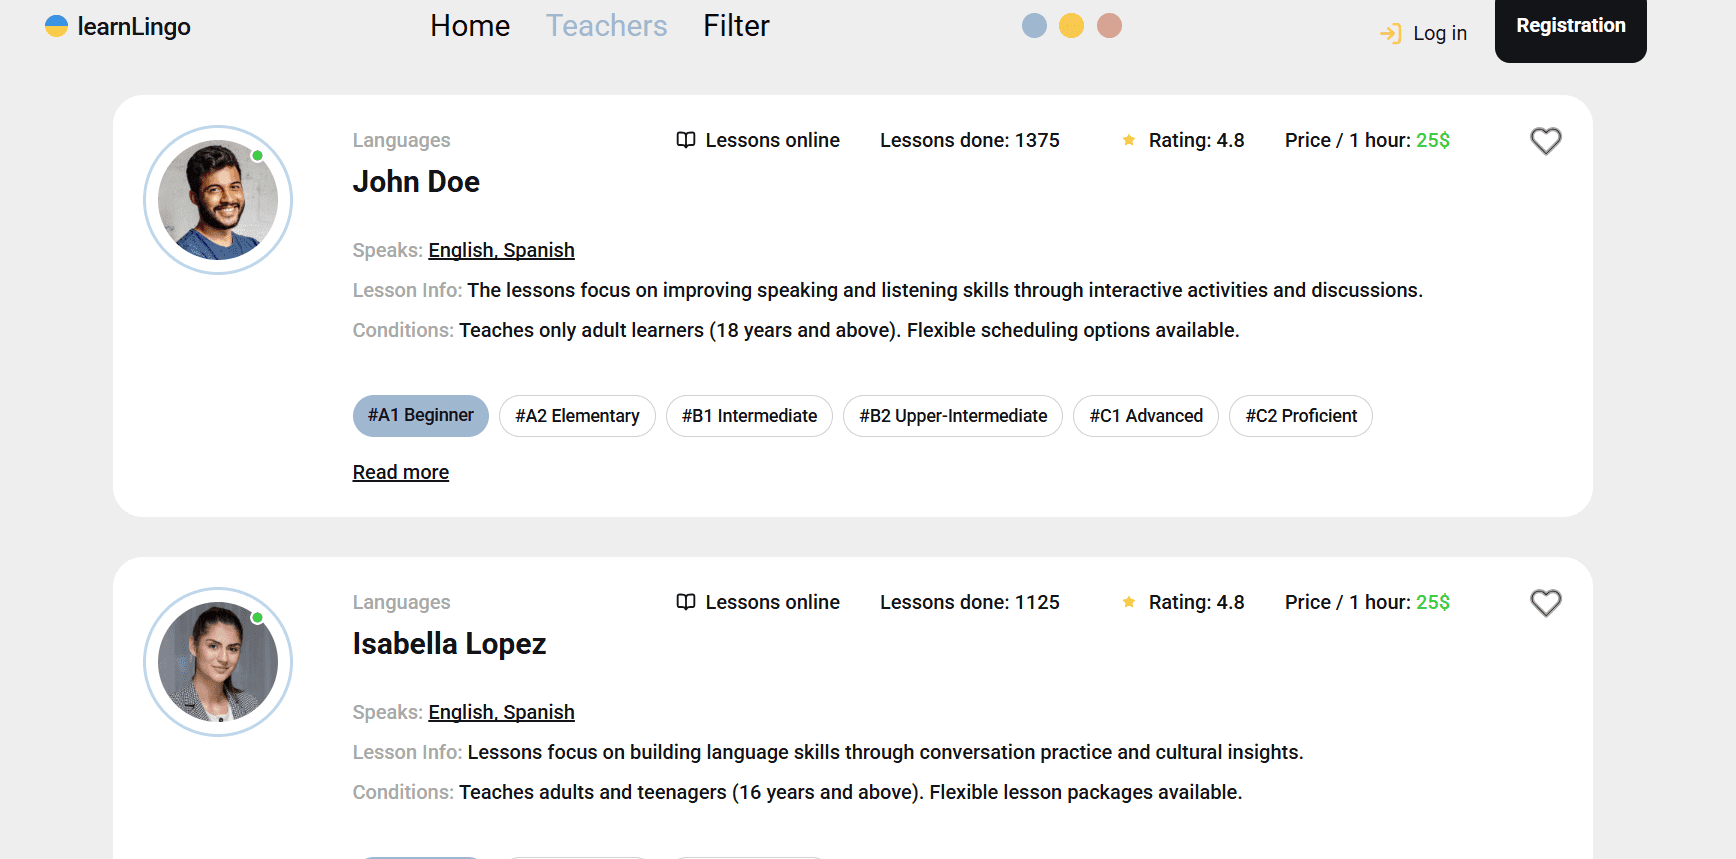 learnLingo
Home Teachers Filter
Log in
Registration
Languages
Lessons online Lessons done: 1375 Rating: 4.8 Price / 1 hour: 25$
John Doe
Speaks: English, Spanish
Lesson Info: The lessons focus on improving speaking and listening skills through interactive activities and discussions.
Conditions: Teaches only adult learners (18 years and above). Flexible scheduling options available.
#A1 Beginner #A2 Elementary #B1 Intermediate #B2 Upper-Intermediate #C1 Advanced #C2 Proficient
Read more
Languages
Lessons online Lessons done: 1125 Rating: 4.8 Price / 1 hour: 25$
Isabella Lopez
Speaks: English, Spanish
Lesson Info: Lessons focus on building language skills through conversation practice and cultural insights.
Conditions: Teaches adults and teenagers (16 years and above). Flexible lesson packages available.